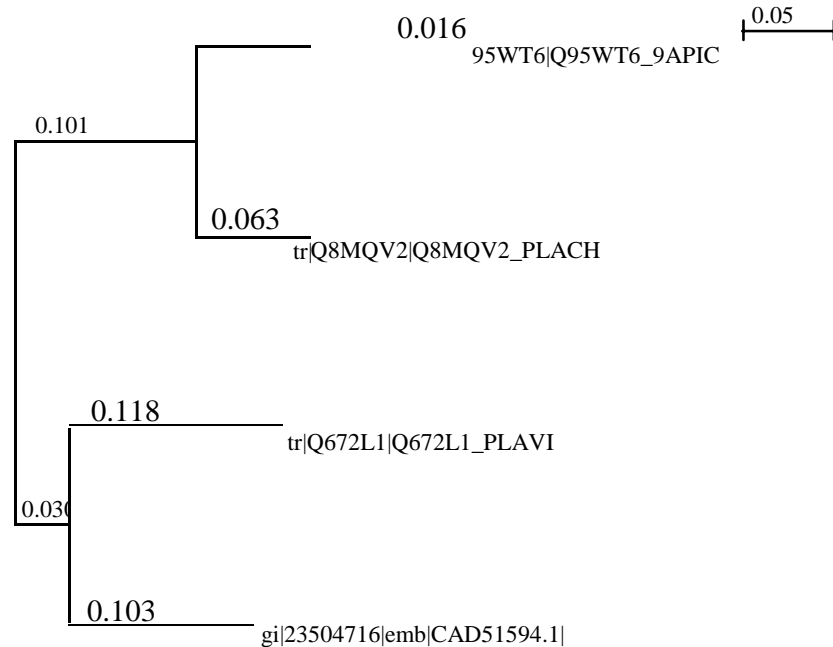 0.016
0.05
95WT6|Q95WT6_9APIC
0.101
0.063
tr|Q8MQV2|Q8MQV2_PLACH
0.118
tr|Q672L1|Q672L1_PLAVI
0.030
0.103
gi|23504716|emb|CAD51594.1|